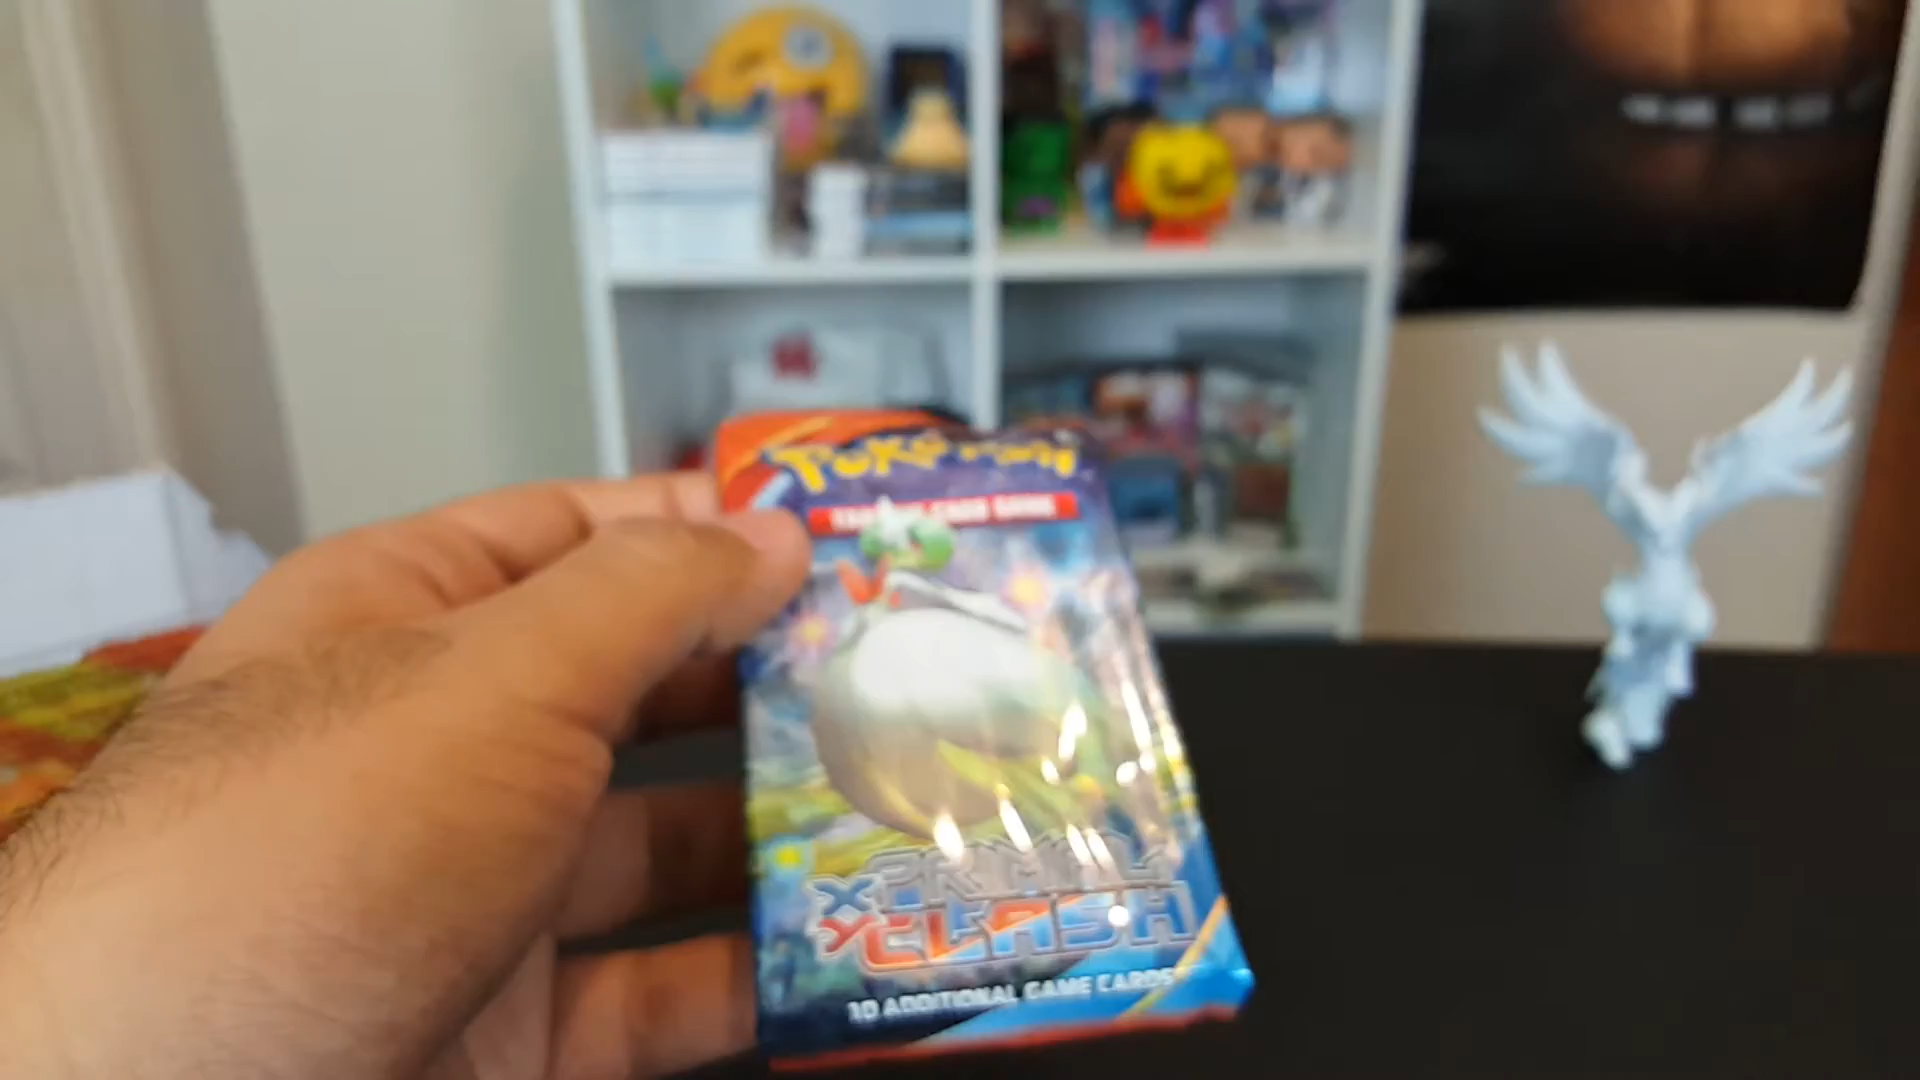 Pokémon
TRADING CARD GAME
XY PRIMAL
CLASH
10 ADDITIONAL GAME CARDS